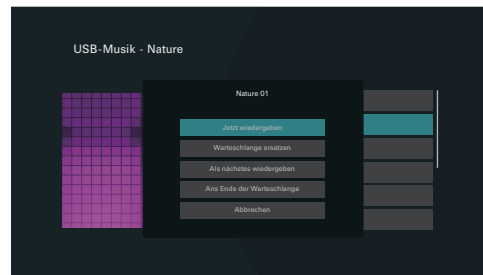 USB-Musik - Nature
Nature 01
Jetzt wiedergeben
Warteschlange ersetzen
Als nächstes wiedergeben
Ans Ende der Warteschlange
Abbrechen